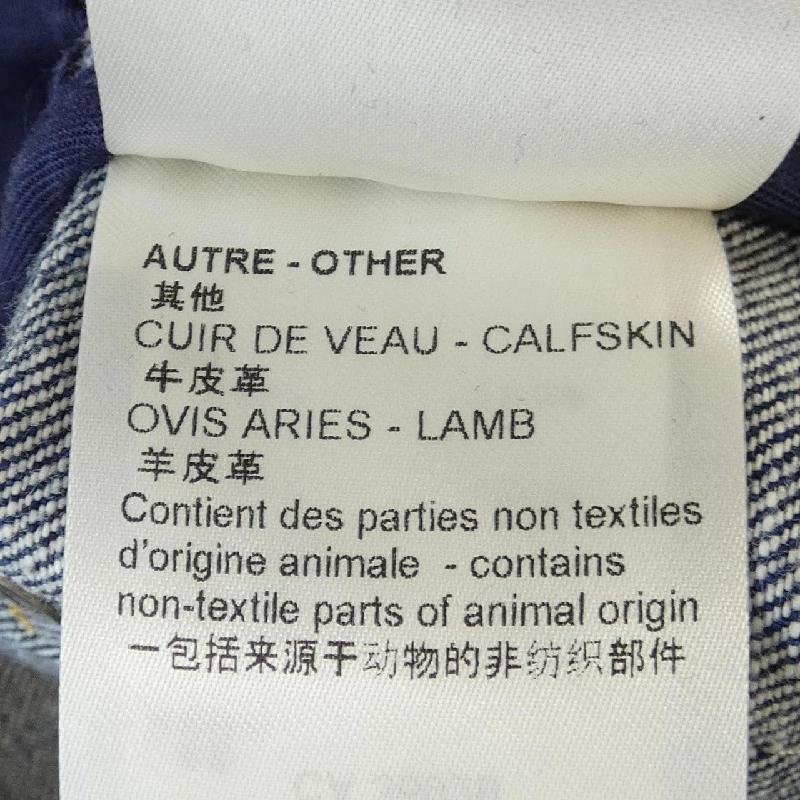 AUTRE - OTHER
其他
CUIR DE VEAU - CALFSKIN
牛皮革
OVIS ARIES - LAMB
羊皮革
Contient des parties non textiles
d'origine animale - contains
non-textile parts of animal origin
一包括来源于动物的非纺织部件